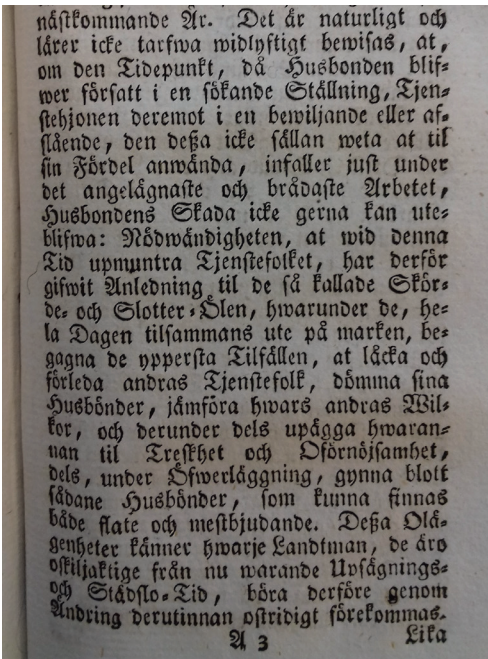 nästkommande År. Det är naturligt och
lärer icke tarfwa widlyftigt bewisas, at,
om den Tidepunkt, då Husbonden blif-
wer försatt i en sökande Ställning, Tjen-
stehjonen deremot i en bewiljande eller af-
slående, den deßa icke sällan weta at til
sin Fördel anwända, infaller just under
det angelägnaste och brådaste Arbetet,
Husbondens Skada icke gerna kan ute-
blifwa: Nödwändigheten, at wid denna
Tid upmuntra Tjenstefolket, har derför
gifwit Anledning til de så kallade Skör-
de- och Slotter-Ölen, hwarunder de, he-
la Dagen tilsammans ute på marken, be-
gagna de yppersta Tilfällen, at låcka och
förleda andras Tjenstefolk, dömma sina
Husbönder, jämföra hwars andras Wil-
kor, och derunder dels upägga hwaran-
nan til Treskhet och Oförnöjsamhet,
dels, under Öfwerläggning, gynna blott
sådane Husbönder, som kunna finnas
både flate och mestbjudande. Deßa Olä-
genheter känner hwarje Landtman, de äro
oskiljaktige från nu warande Upsägnings-
och Städslo-Tid, böra derföre genom
Ändring derutinnan ostridigt förekommas.
A 3 Lika